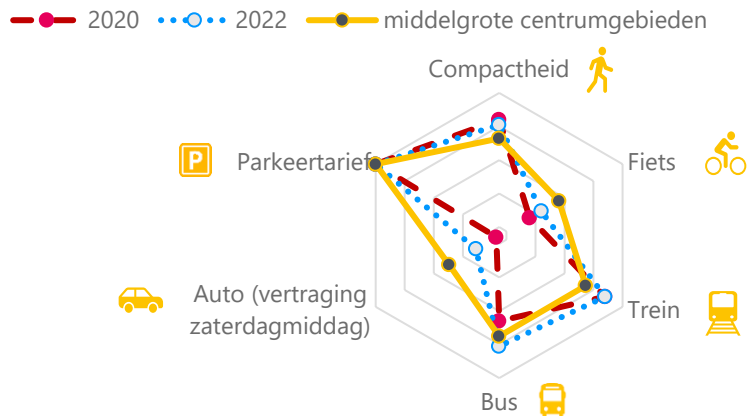 2020 2022 middelgrote centrumgebieden
Compactheid
P Parkeertarief Fiets
Auto (vertraging
zaterdagmiddag)
Trein
Bus